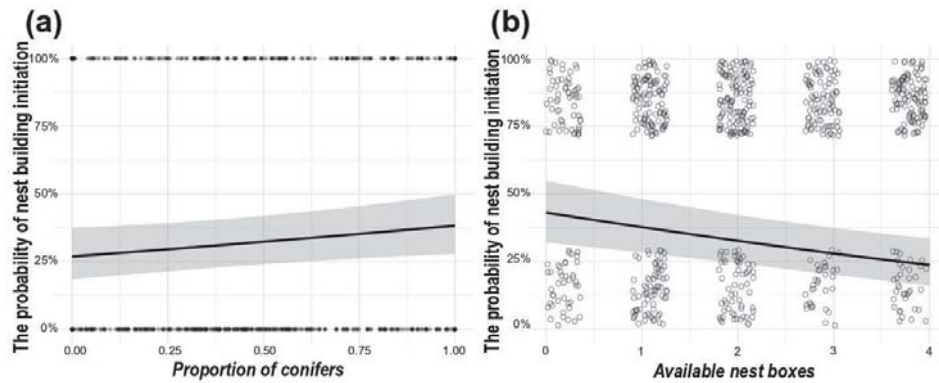 (a)
The probability of nest building initiation
100%
75%
50%
25%
0%
0.00 0.25 0.50 0.75 1.00
Proportion of conifers
(b)
The probability of nest building initiation
100%
75%
50%
25%
0%
0 1 2 3 4
Available nest boxes